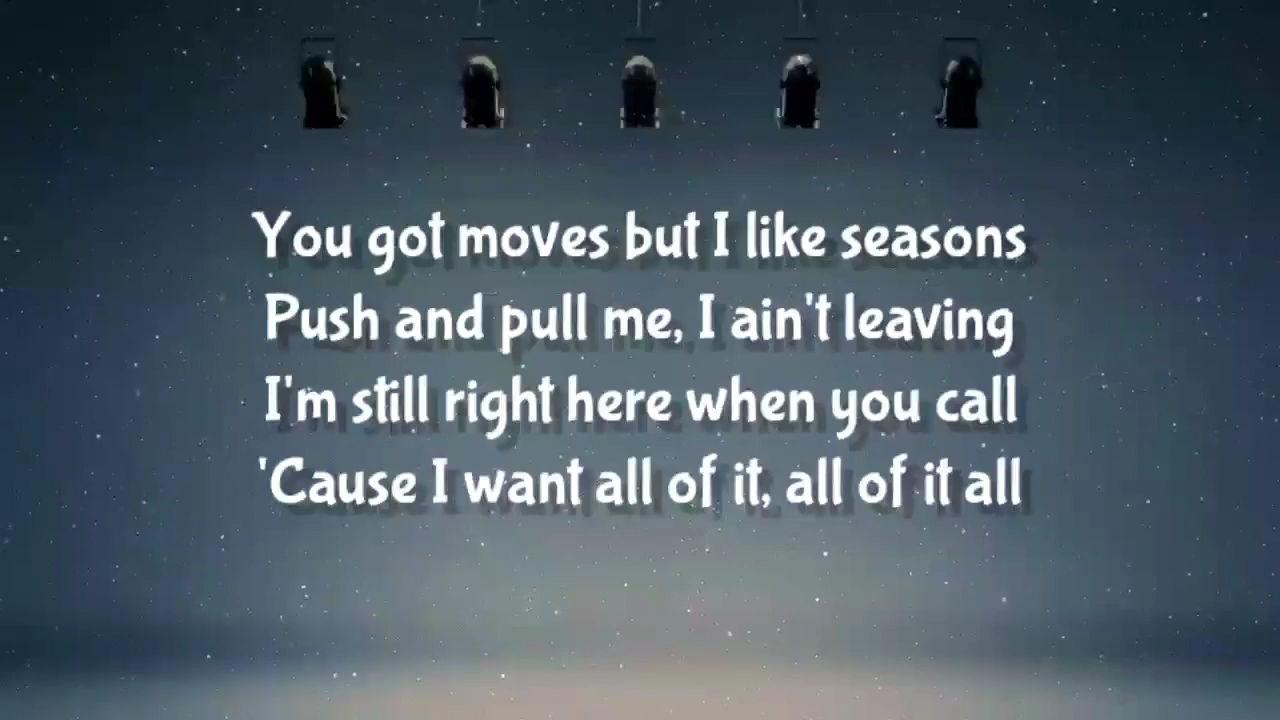 You got moves but I like seasons
Push and pull me, I ain't leaving
I'm still right here when you call
'Cause I want all of it, all of it all